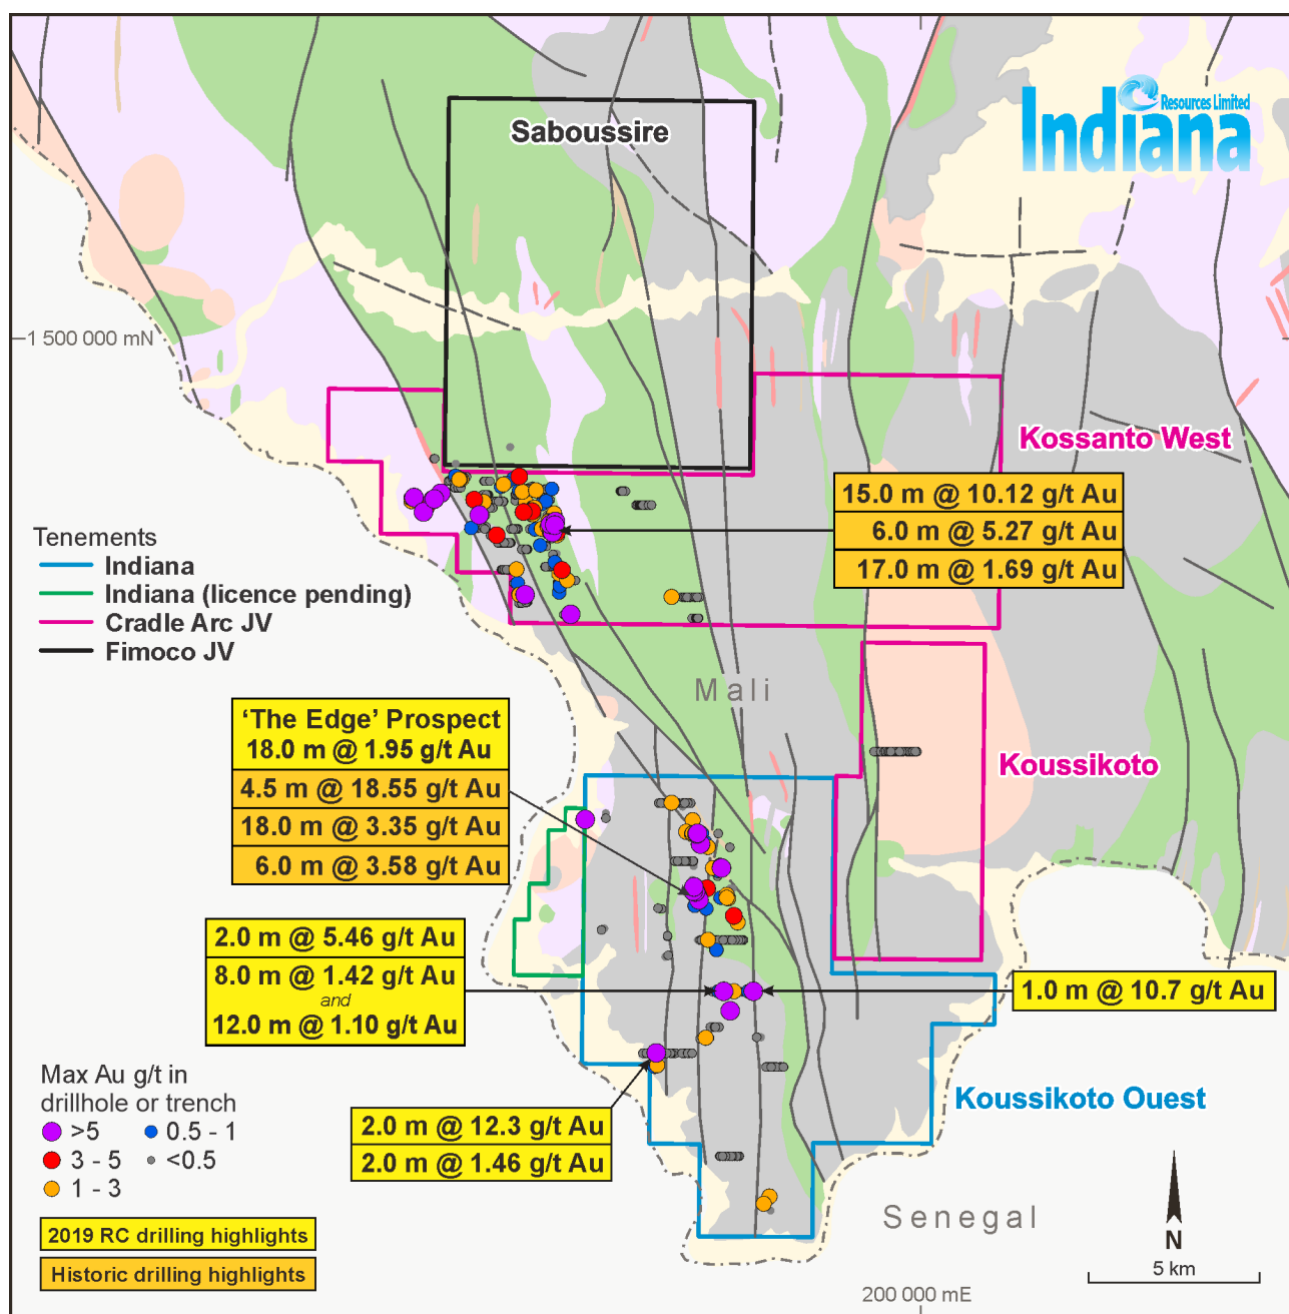 Saboussire
Resources Limited
Indiana
1 500 000 mN
Kossanto West
15.0 m @ 10.12 g/t Au
6.0 m @ 5.27 g/t Au
17.0 m @ 1.69 g/t Au
Tenements
Indiana
Indiana (licence pending)
Cradle Arc JV
Fimoco JV
Mali
'The Edge' Prospect
18.0 m @ 1.95 g/t Au
4.5 m @ 18.55 g/t Au
18.0 m @ 3.35 g/t Au
6.0 m @ 3.58 g/t Au
Koussikoto
2.0 m @ 5.46 g/t Au
8.0 m @ 1.42 g/t Au
and
12.0 m @ 1.10 g/t Au
1.0 m @ 10.7 g/t Au
Koussikoto Ouest
Max Au g/t in
drillhole or trench
>5
0.5 - 1
3 - 5
<0.5
1 - 3
2.0 m @ 12.3 g/t Au
2.0 m @ 1.46 g/t Au
2019 RC drilling highlights
Historic drilling highlights
Senegal
N
5 km
200 000 mE